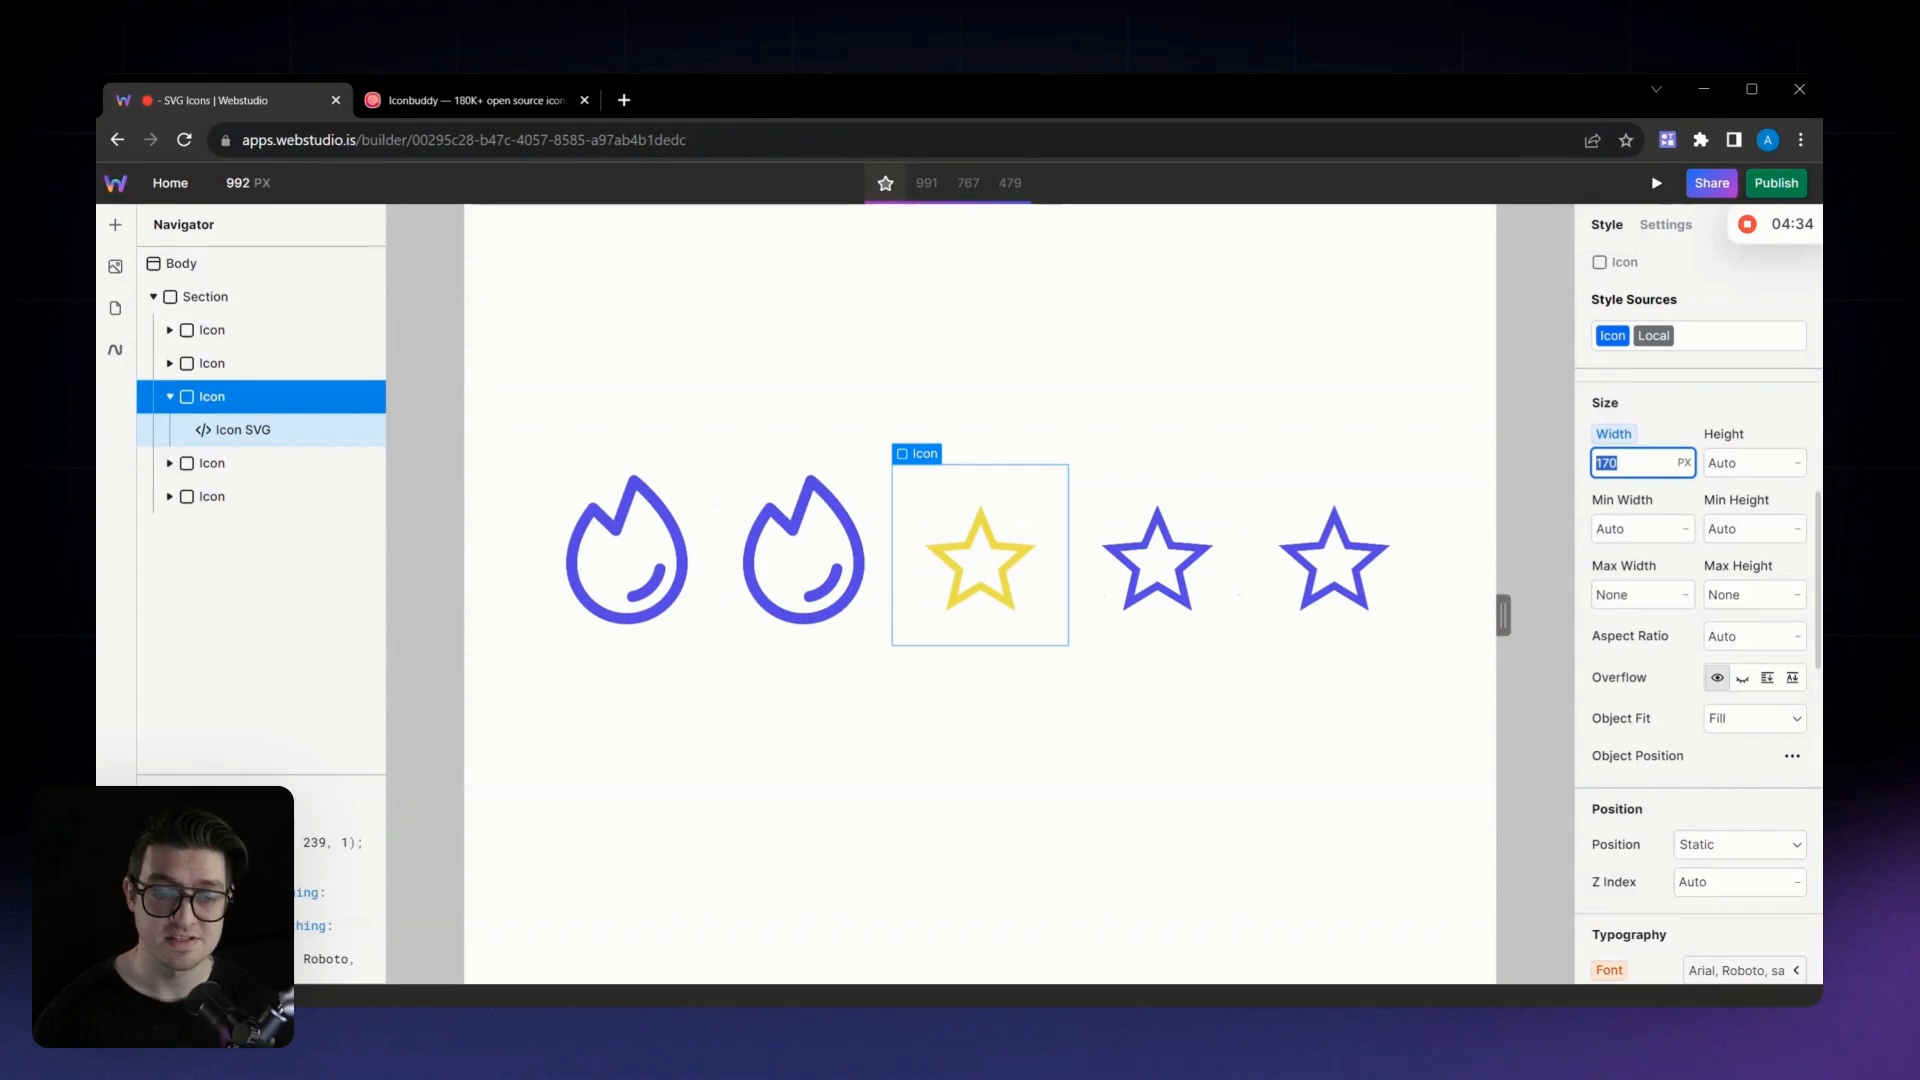 - SVG Icons | Webstudio
Iconbuddy — 180K+ open source icon
apps.webstudio.is/builder/00295c28-b47c-4057-8585-a97ab4b1dedc
A
Home
992 PX
991
767
479
Share
Publish
Navigator
Body
Section
Icon
Icon
Icon
</> Icon SVG
Icon
Icon
239, 1);
ing:
hing:
Roboto,
Icon
Style
Settings
04:34
Icon
Style Sources
Icon
Local
Size
Width
Height
170 PX
Auto
Min Width
Min Height
Auto
Auto
Max Width
Max Height
None
None
Aspect Ratio
Auto
Overflow
Object Fit
Fill
Object Position
Position
Position
Static
Z Index
Auto
Typography
Font
Arial, Roboto, sa